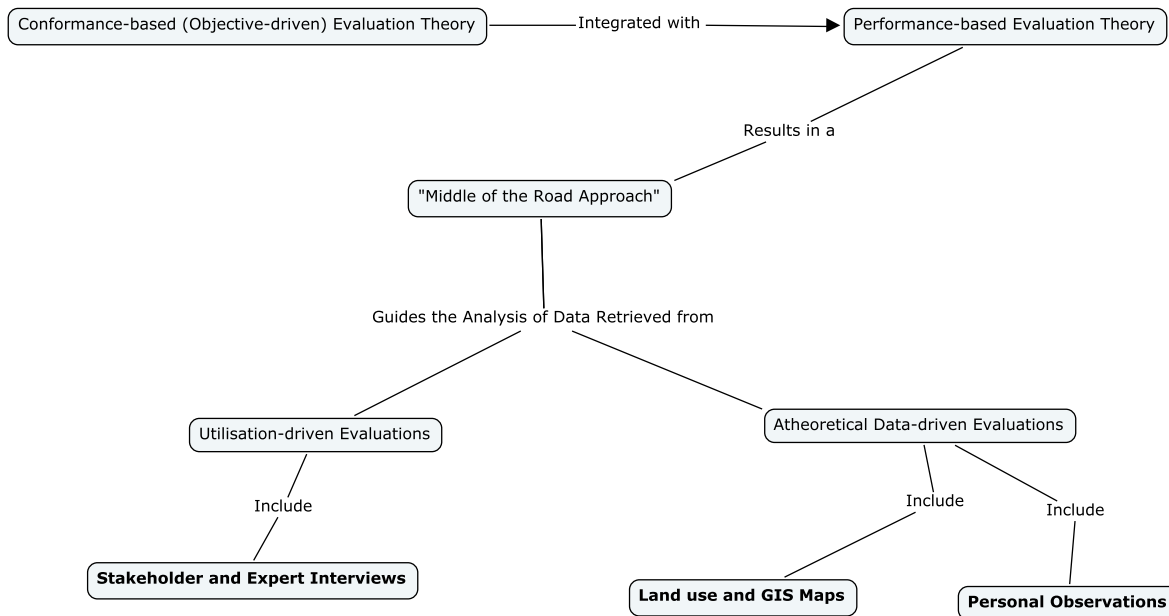 Conformance-based (Objective-driven) Evaluation Theory
Integrated with
Performance-based Evaluation Theory
Results in a
"Middle of the Road Approach"
Guides the Analysis of Data Retrieved from
Utilisation-driven Evaluations
Atheoretical Data-driven Evaluations
Include
Include
Include
Stakeholder and Expert Interviews
Land use and GIS Maps
Personal Observations